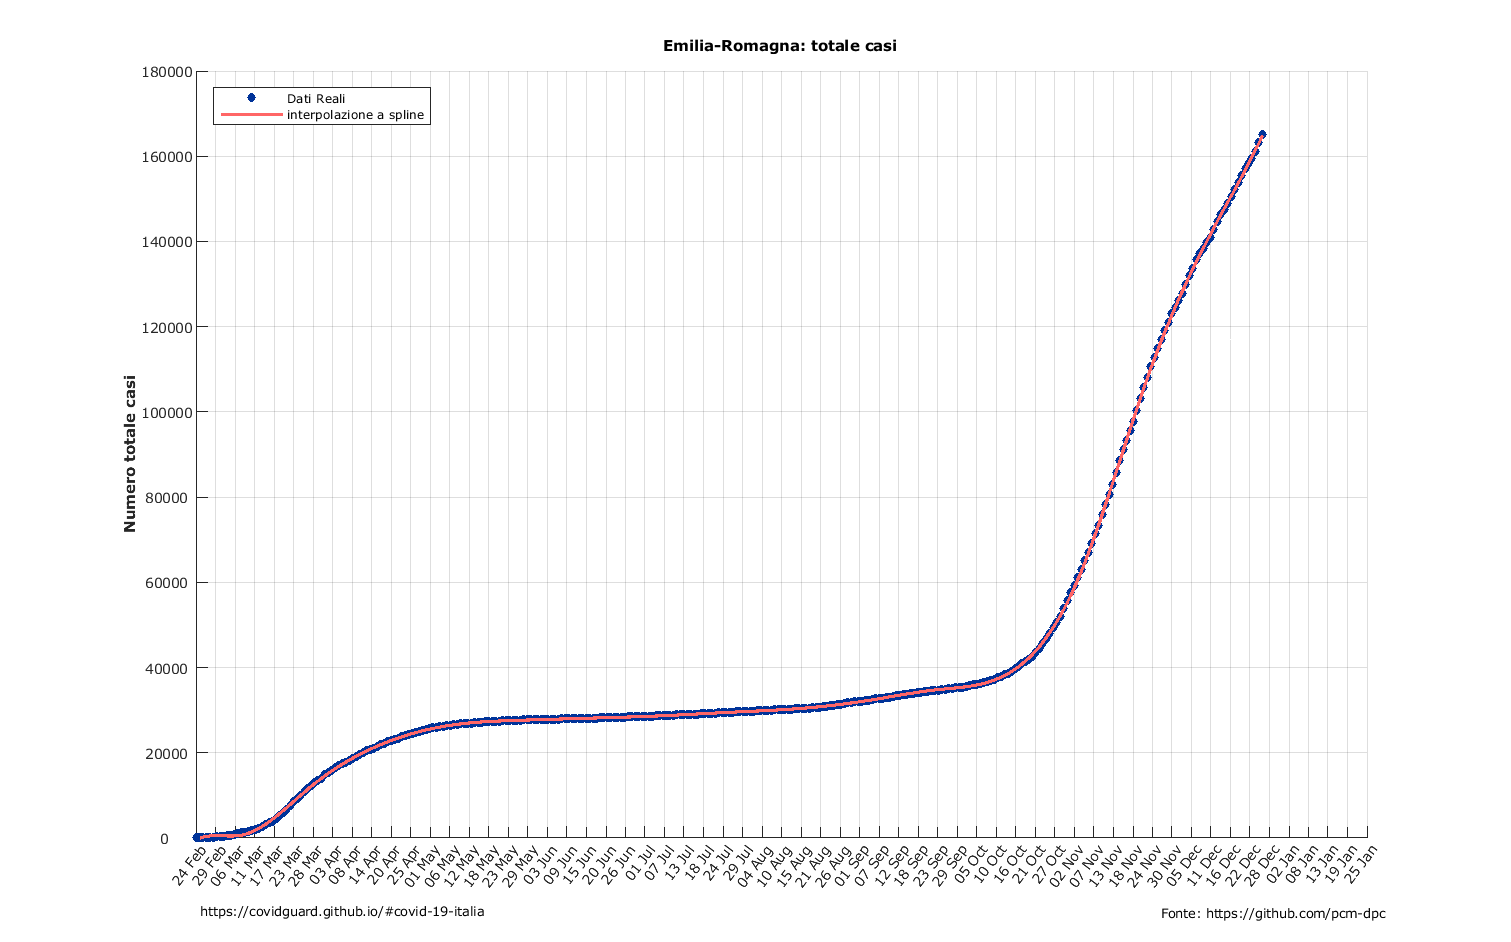 Emilia-Romagna: totale casi
Dati Reali
interpolazione a spline
Numero totale casi
180000
160000
140000
120000
100000
80000
60000
40000
20000
0
24 Feb
29 Feb
06 Mar
11 Mar
17 Mar
23 Mar
28 Mar
03 Apr
08 Apr
14 Apr
20 Apr
25 Apr
01 May
06 May
12 May
18 May
23 May
29 May
03 Jun
09 Jun
15 Jun
20 Jun
26 Jun
01 Jul
07 Jul
13 Jul
18 Jul
24 Jul
29 Jul
04 Aug
10 Aug
15 Aug
21 Aug
26 Aug
01 Sep
07 Sep
12 Sep
18 Sep
23 Sep
29 Sep
05 Oct
10 Oct
16 Oct
21 Oct
27 Oct
02 Nov
07 Nov
13 Nov
18 Nov
24 Nov
30 Nov
05 Dec
11 Dec
16 Dec
22 Dec
28 Dec
02 Jan
08 Jan
13 Jan
19 Jan
25 Jan
https://covidguard.github.io/#covid-19-italia
Fonte: https://github.com/pcm-dpc